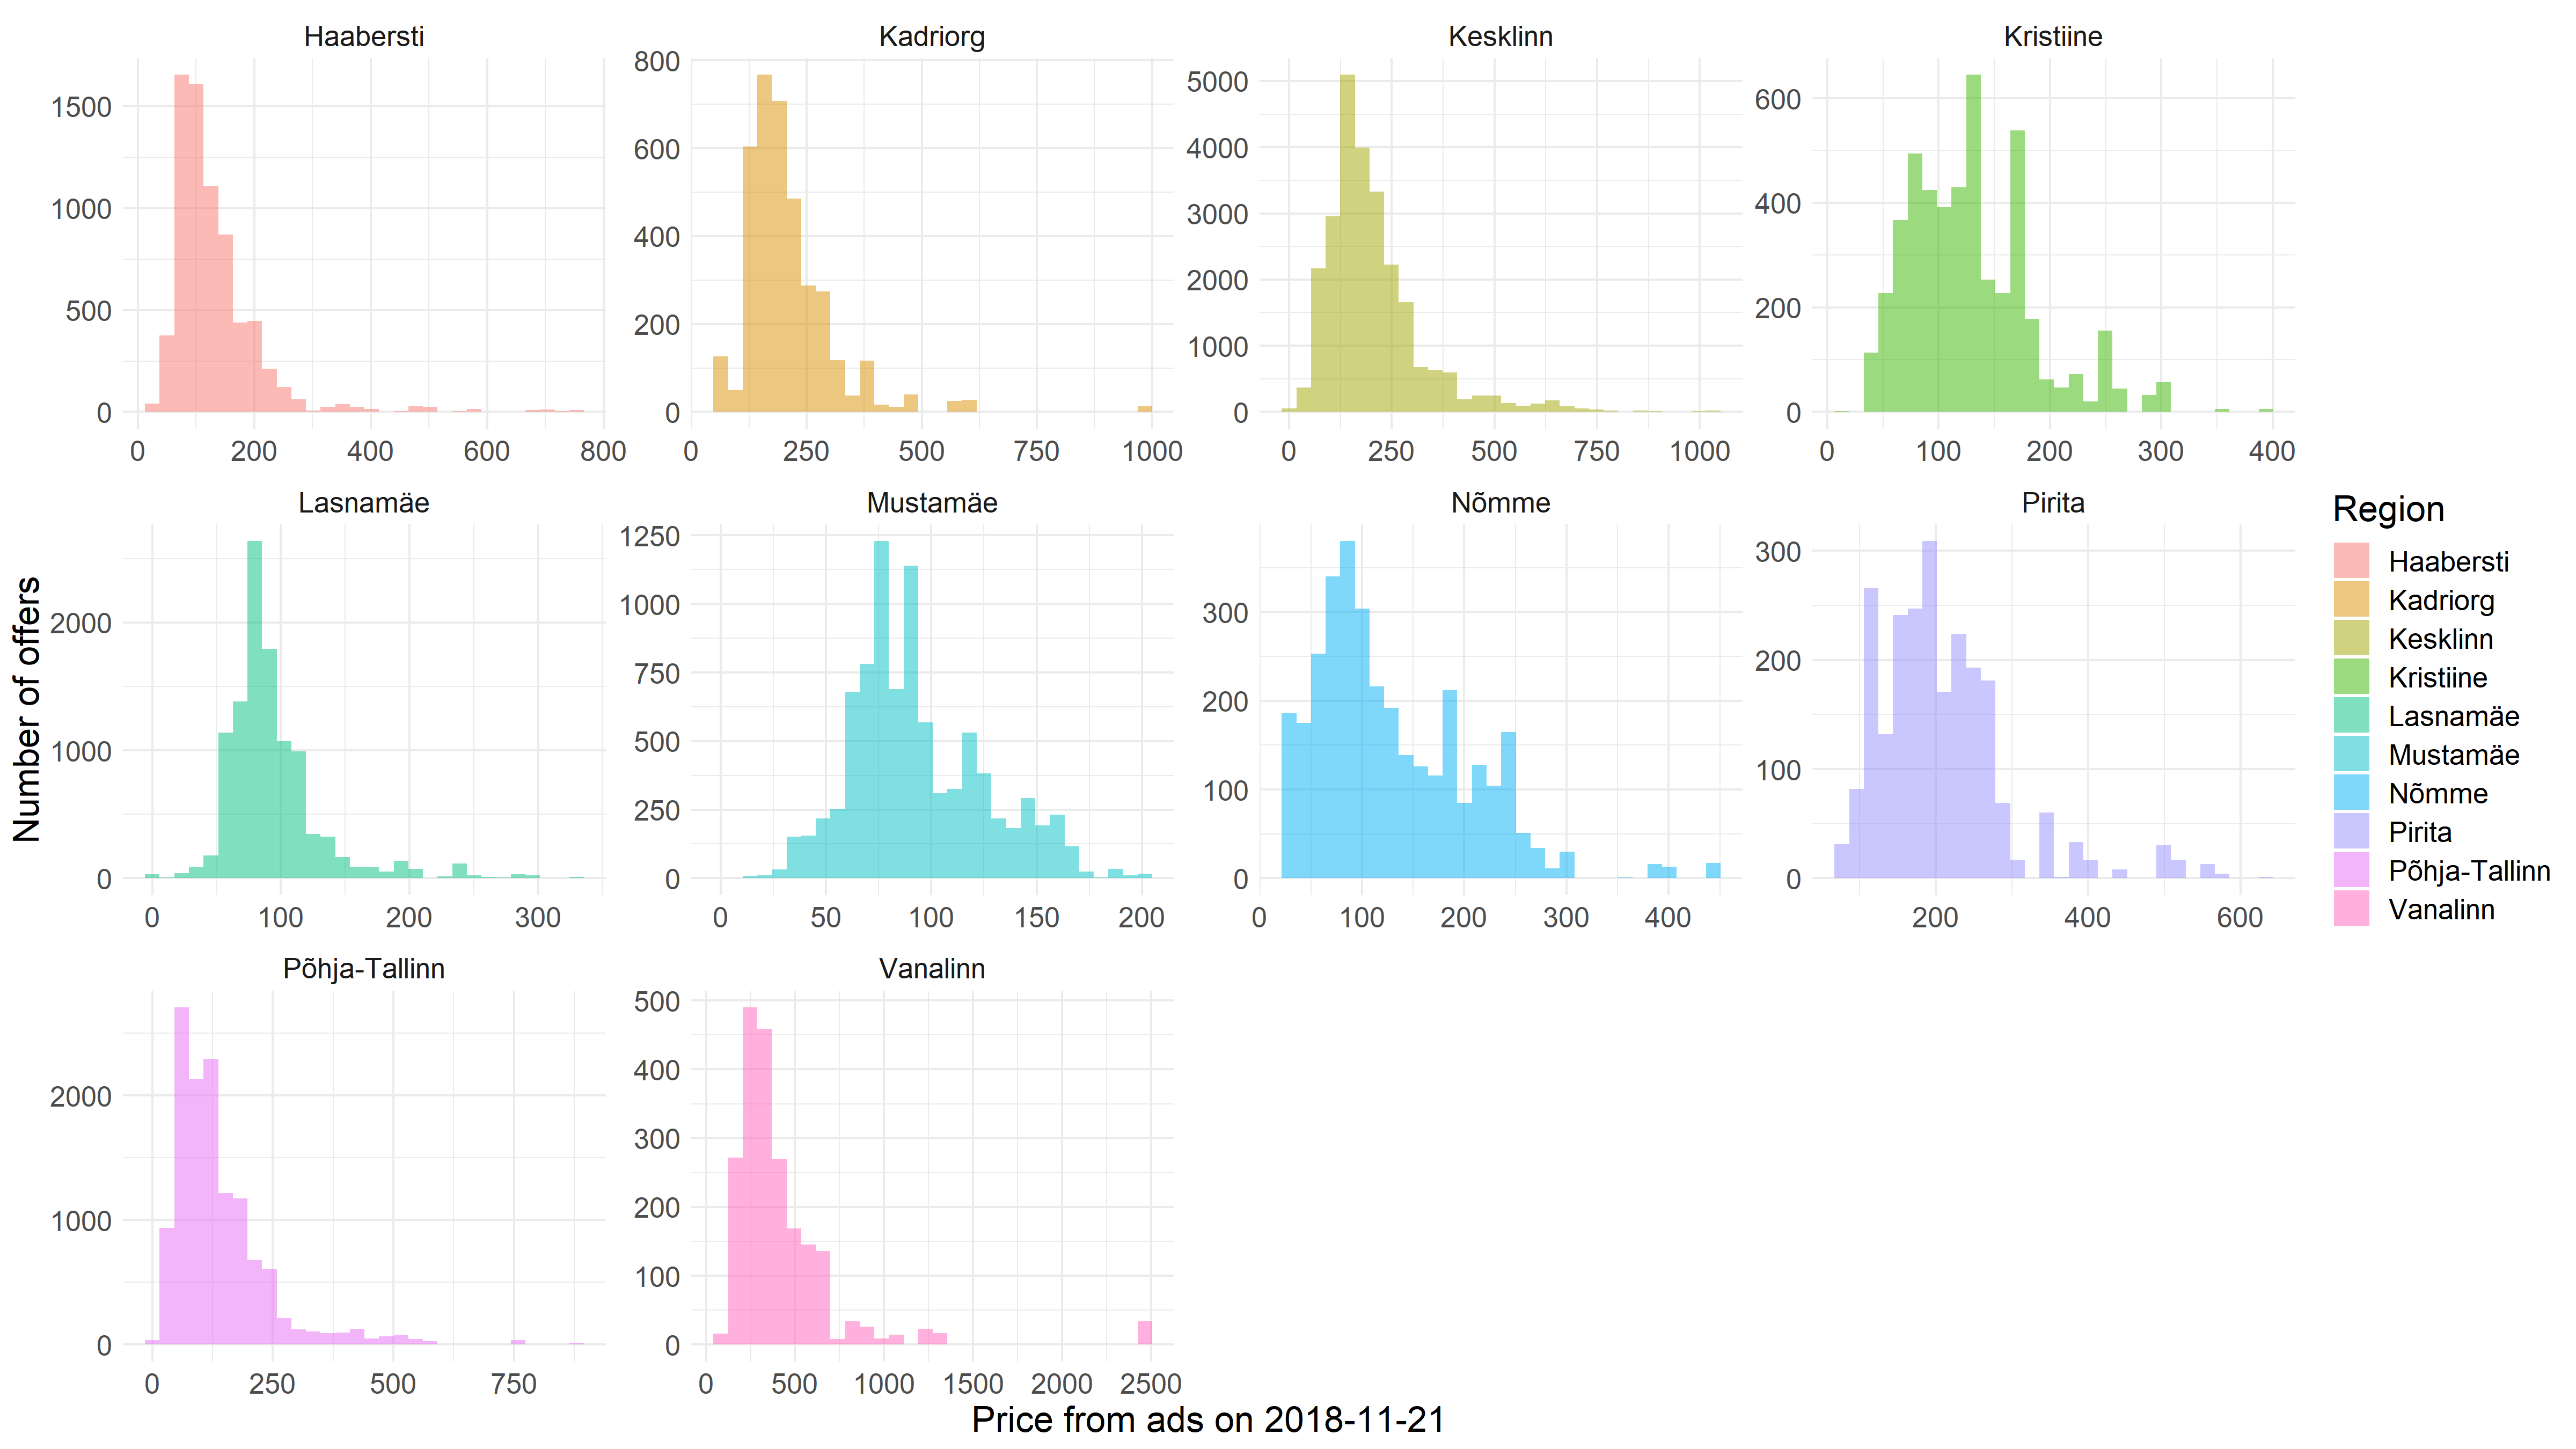 Haabersti
Kadriorg
Kesklinn
Kristiine
1500
1000
500
0
0 200 400 600 800
800
600
400
200
0
0 250 500 750 1000
5000
4000
3000
2000
1000
0
0 250 500 750 1000
600
400
200
0
0 100 200 300 400
Lasnamäe
Mustamäe
Nõmme
Pirita
2000
1000
0
0 100 200 300
1250
1000
750
500
250
0
0 50 100 150 200
300
200
100
0
0 100 200 300 400
300
200
100
0
200 400 600
Põhja-Tallinn
Vanalinn
2000
1000
0
0 250 500 750
500
400
300
200
100
0
0 500 1000 1500 2000 2500
Number of offers
Price from ads on 2018-11-21
Region
Haabersti
Kadriorg
Kesklinn
Kristiine
Lasnamäe
Mustamäe
Nõmme
Pirita
Põhja-Tallinn
Vanalinn